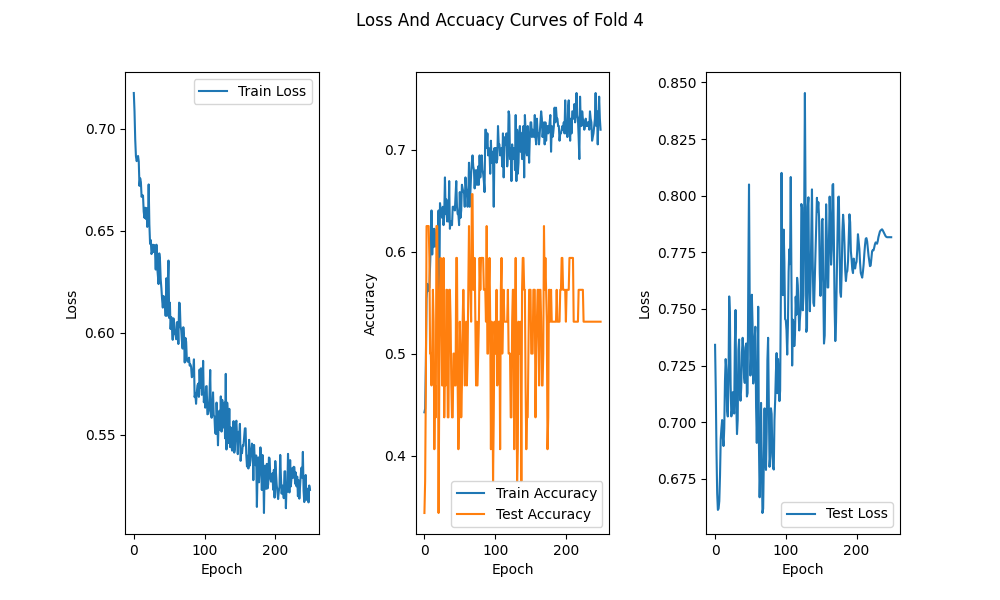 Loss And Accuacy Curves of Fold 4
Train Loss
0.70
0.65
0.60
0.55
Loss
0
100
200
Epoch
0.7
0.6
0.5
0.4
Accuracy
Train Accuracy
Test Accuracy
0
100
200
Epoch
0.850
0.825
0.800
0.775
0.750
0.725
0.700
0.675
Loss
Test Loss
0
100
200
Epoch